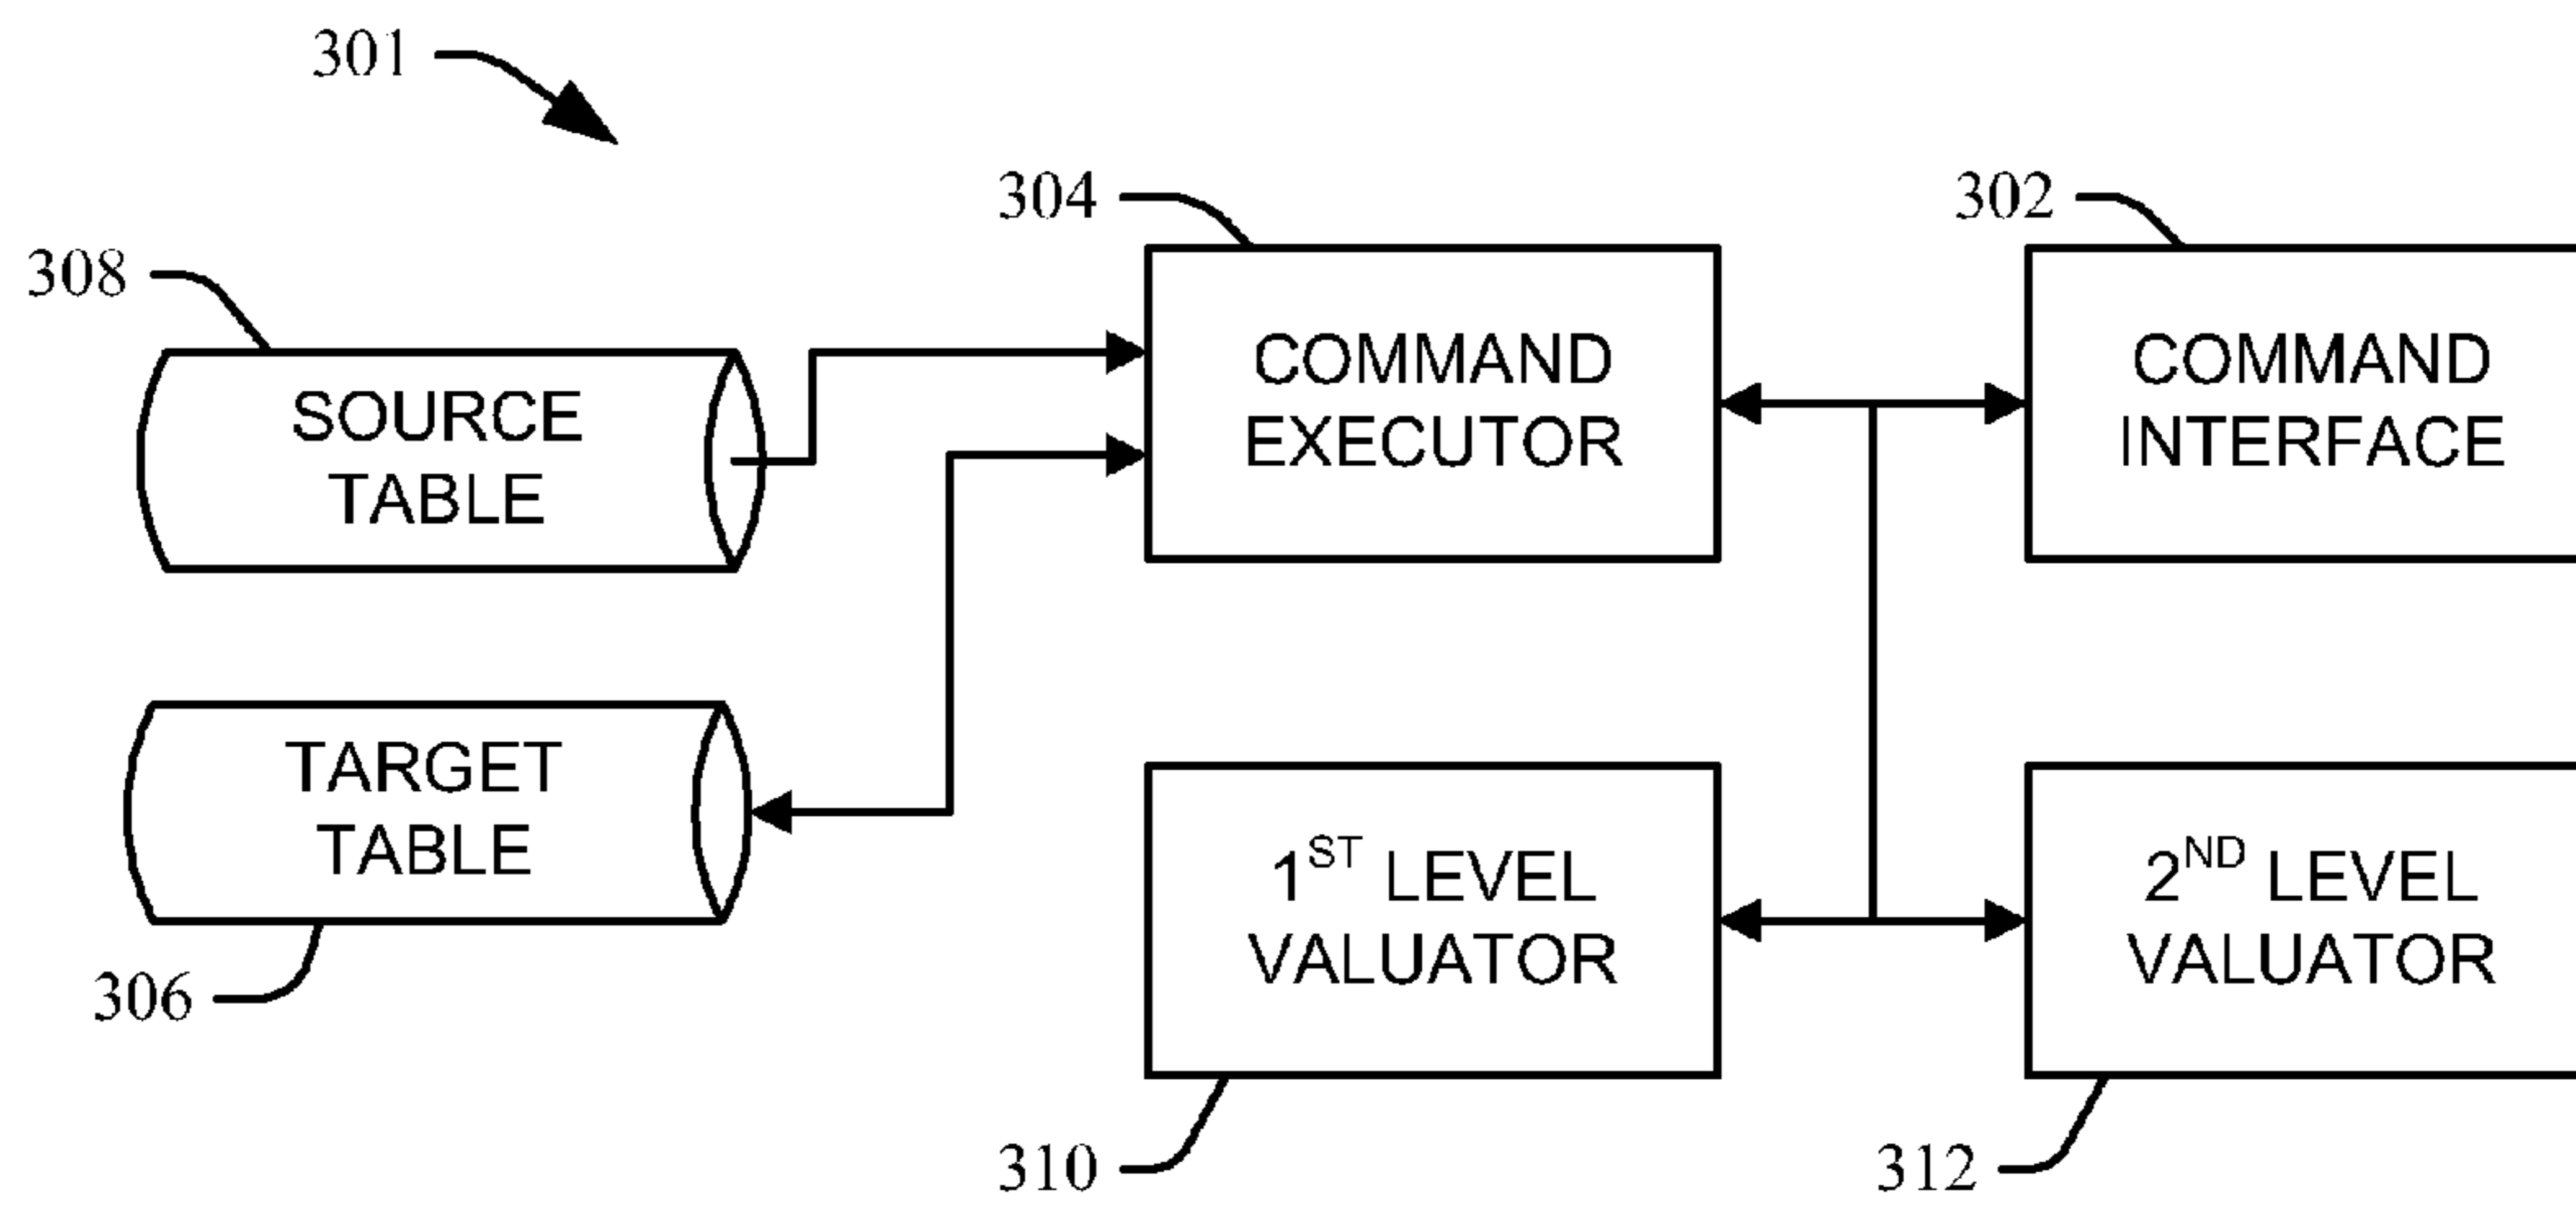 301
304
302
308
COMMAND
EXECUTOR
COMMAND
INTERFACE
SOURCE
TABLE
TARGET
TABLE
1ST LEVEL
VALUATOR
2ND LEVEL
VALUATOR
306
310
312